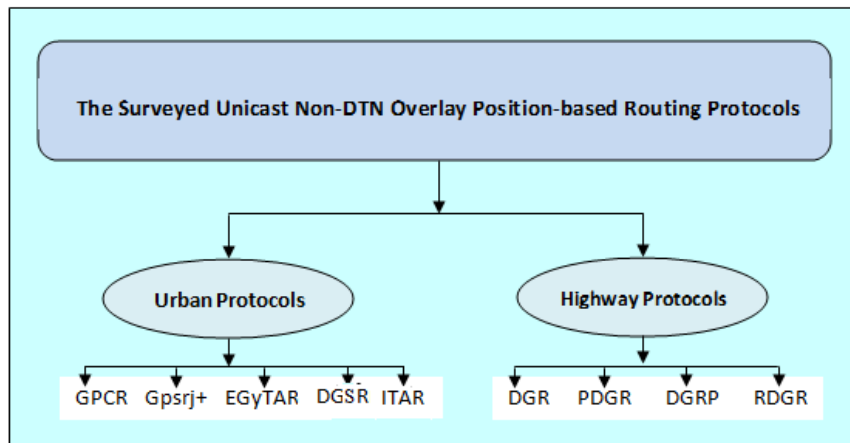 The Surveyed Unicast Non-DTN Overlay Position-based Routing Protocols
Urban Protocols
Highway Protocols
GPCR Gpsrj+ EGyTAR DGSR ITAR
DGR PDGR DGRP RDGR